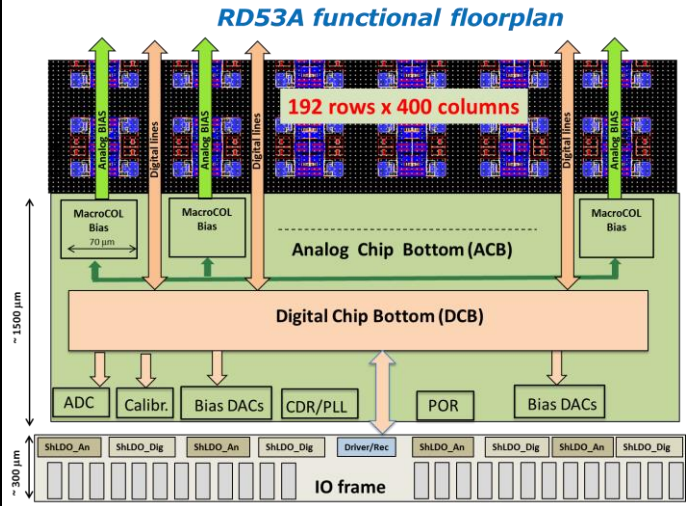 RD53A functional floorplan
192 rows x 400 columns
Analog BIAS
Digital lines
Analog BIAS
Digital lines
Digital lines
Analog BIAS
MacroCOL
Bias
70 μm
MacroCOL
Bias
MacroCOL
Bias
Analog Chip Bottom (ACB)
~ 1500 μm
Digital Chip Bottom (DCB)
ADC
Calibr.
Bias DACs
CDR/PLL
POR
Bias DACs
~ 300 μm
ShLDO_An
ShLDO_Dig
ShLDO_An
ShLDO_Dig
Driver/Rec
ShLDO_An
ShLDO_Dig
ShLDO_An
ShLDO_Dig
IO frame